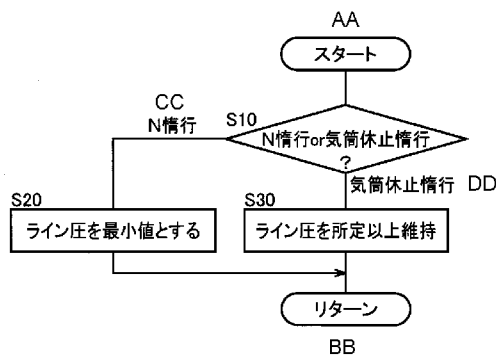 AA
スタート
CC
N惰行
S10
N惰行or気筒休止惰行
?
気筒休止惰行 DD
S20
ライン圧を最小値とする
S30
ライン圧を所定以上維持
リターン
BB